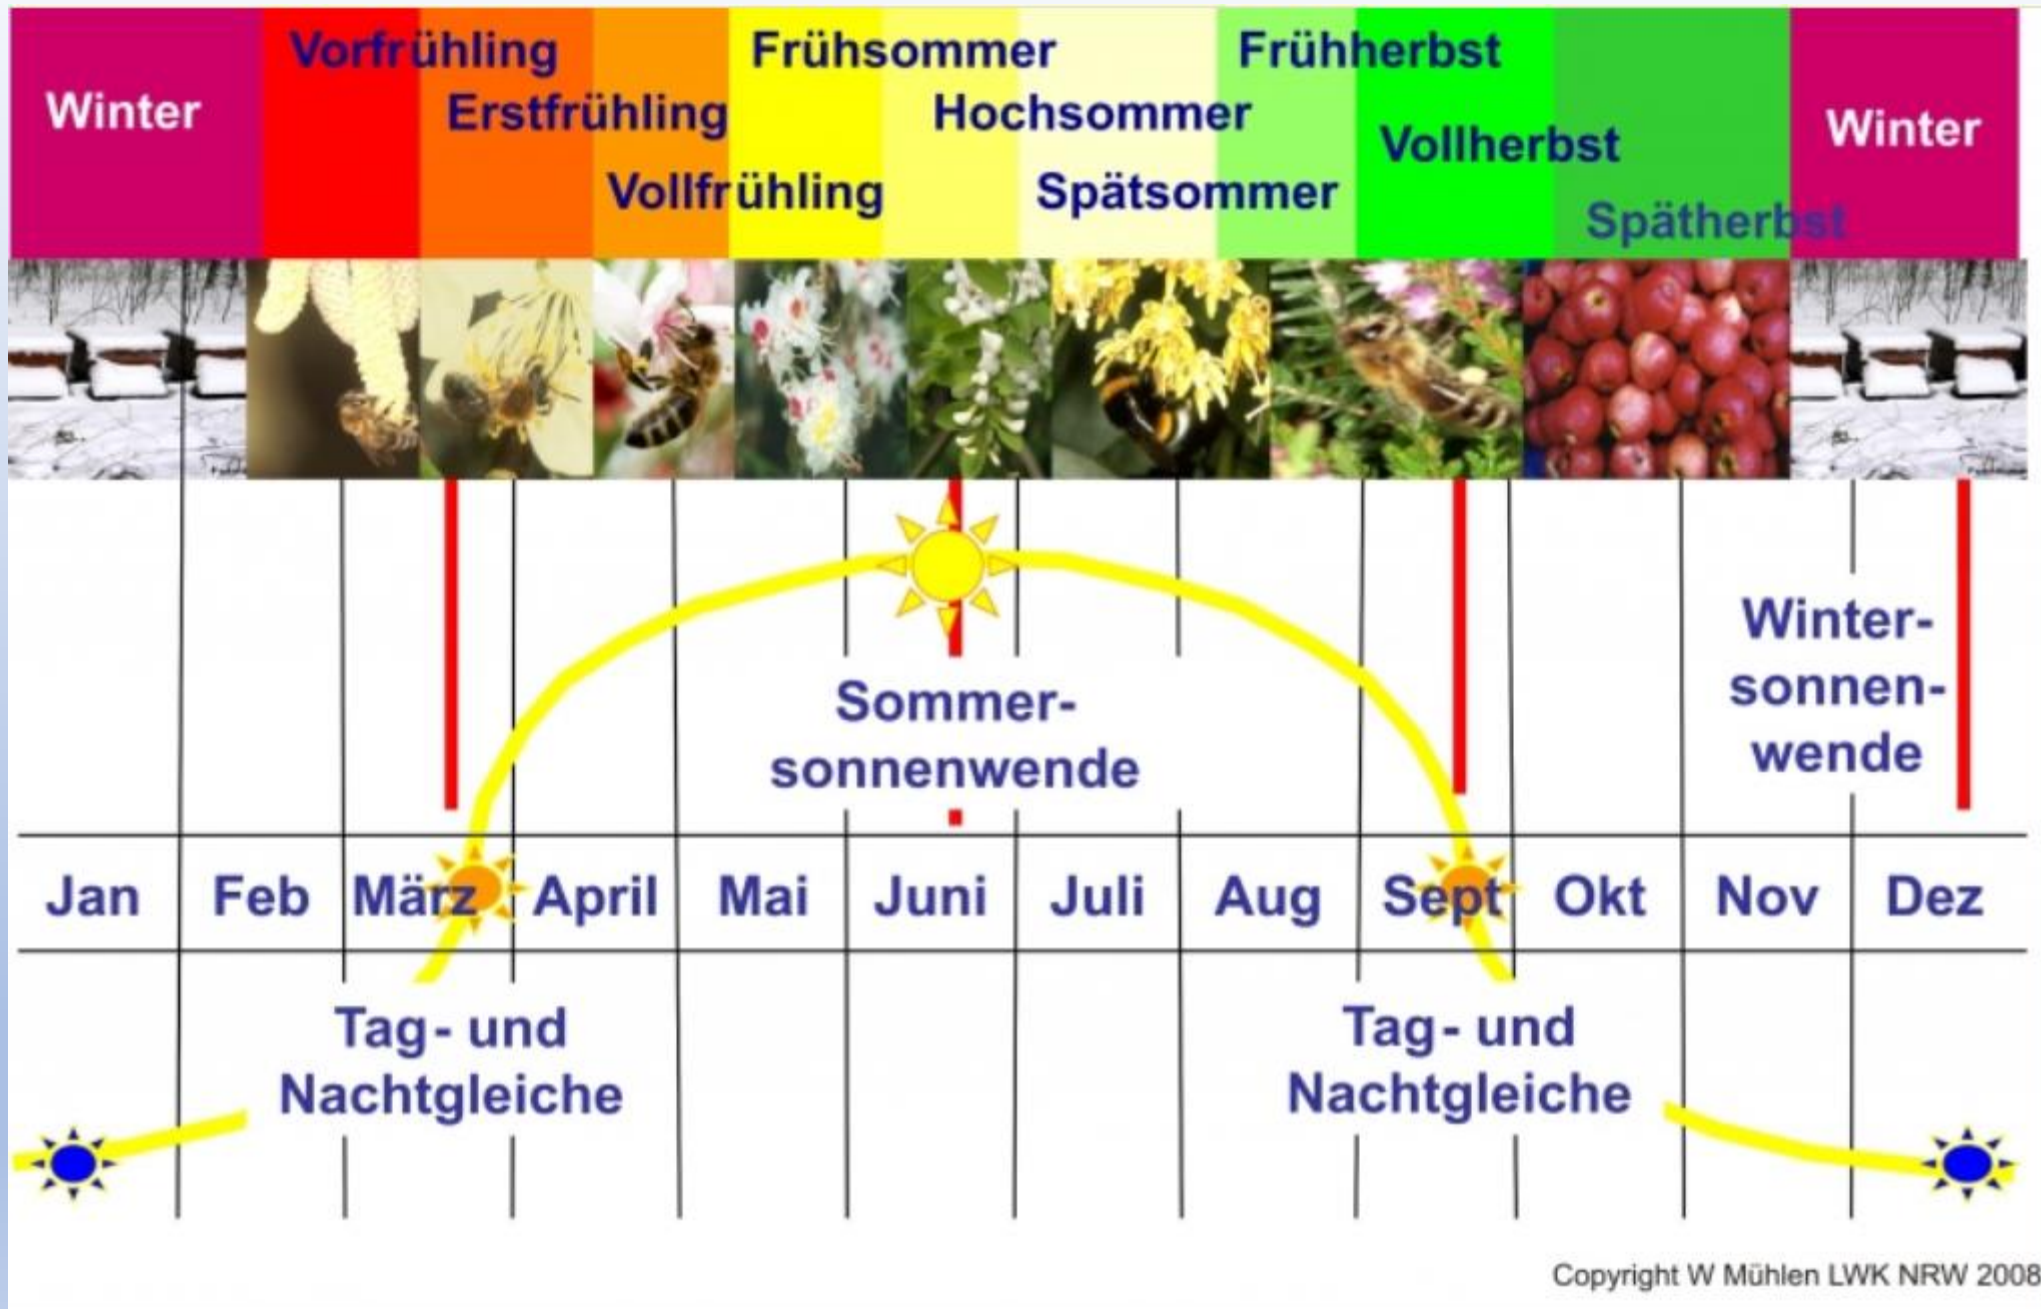 Winter
Vorfrühling
Erstfrühling
Vollfrühling
Frühsommer
Hochsommer
Spätsommer
Frühherbst
Vollherbst
Spätherbst
Winter
Sommer-
sonnenwende
Winter-
sonnen-
wende
Jan Feb März April Mai Juni Juli Aug Sept Okt Nov Dez
Tag- und
Nachtgleiche
Tag- und
Nachtgleiche
Copyright W Mühlen LWK NRW 2008